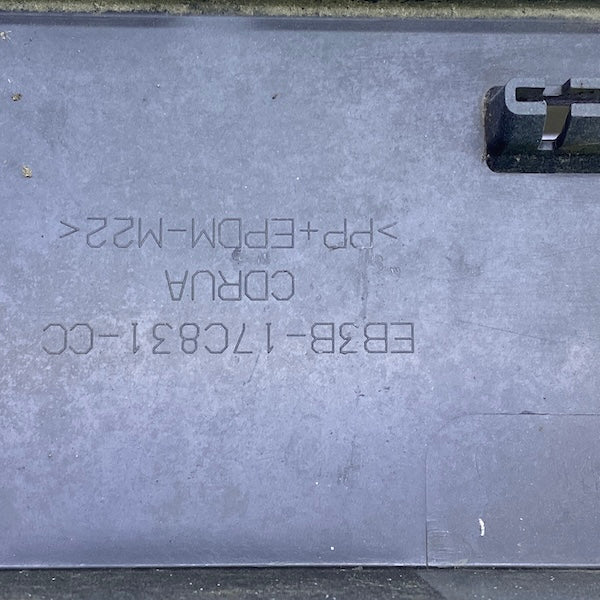 EB3B-17C831-CC
CDRUA
>PP+EPDM-M22<